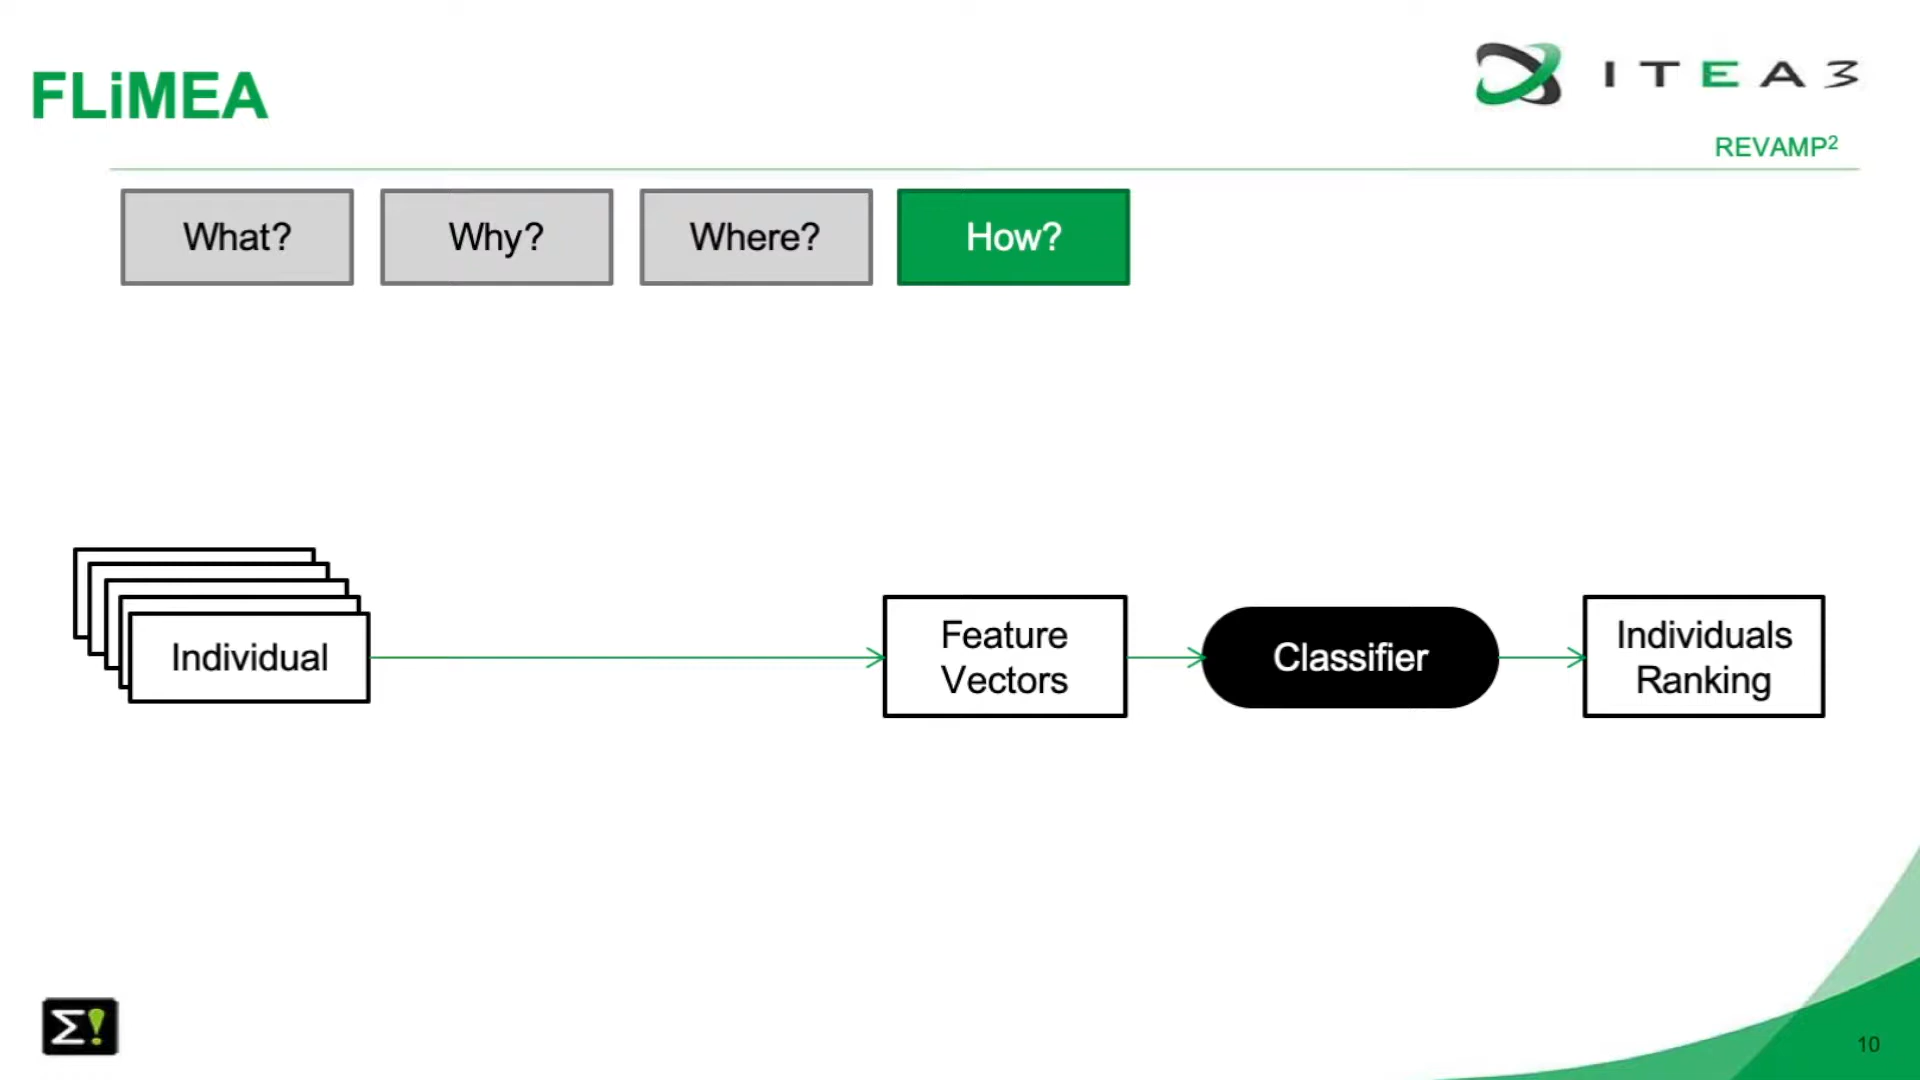 FLiMEA
ITEA3
REVAMP²
What?
Why?
Where?
How?
Individual
Feature
Vectors
Classifier
Individuals
Ranking
Σ!
10